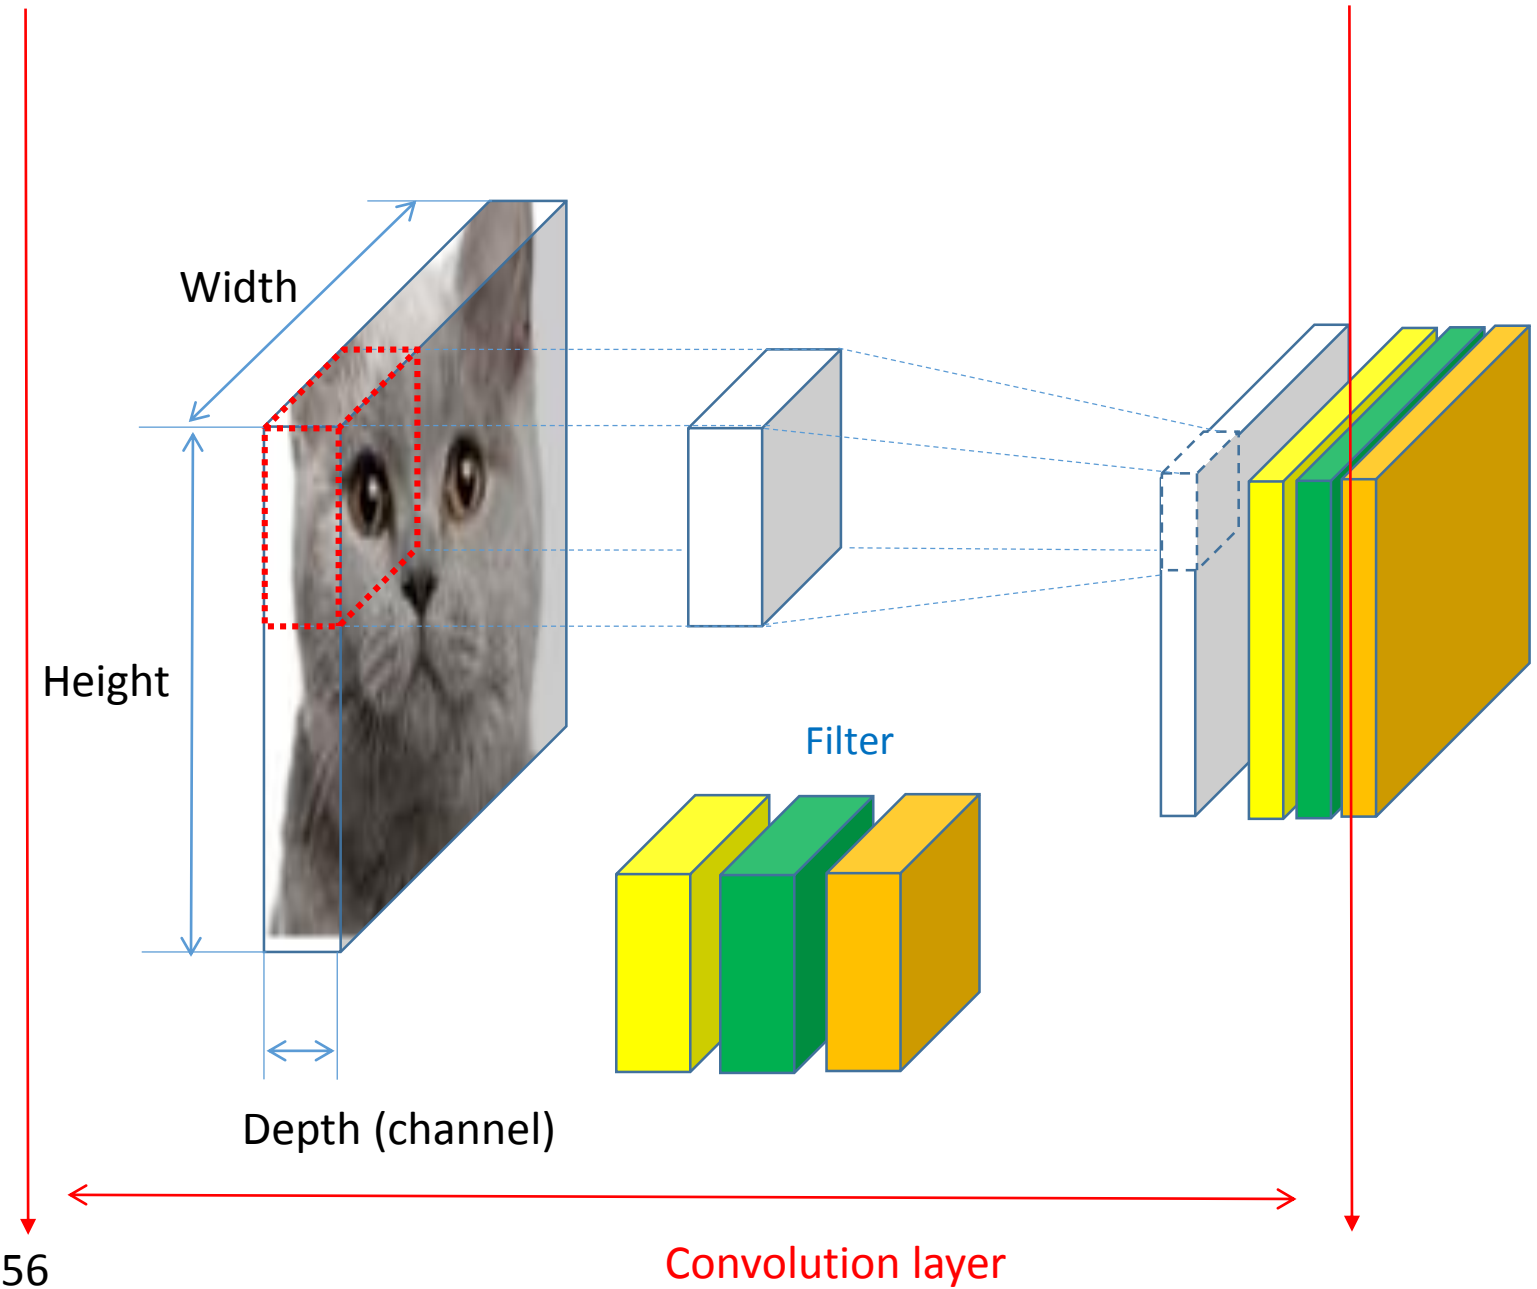 Width
Height
Filter
Depth (channel)
Convolution layer
56